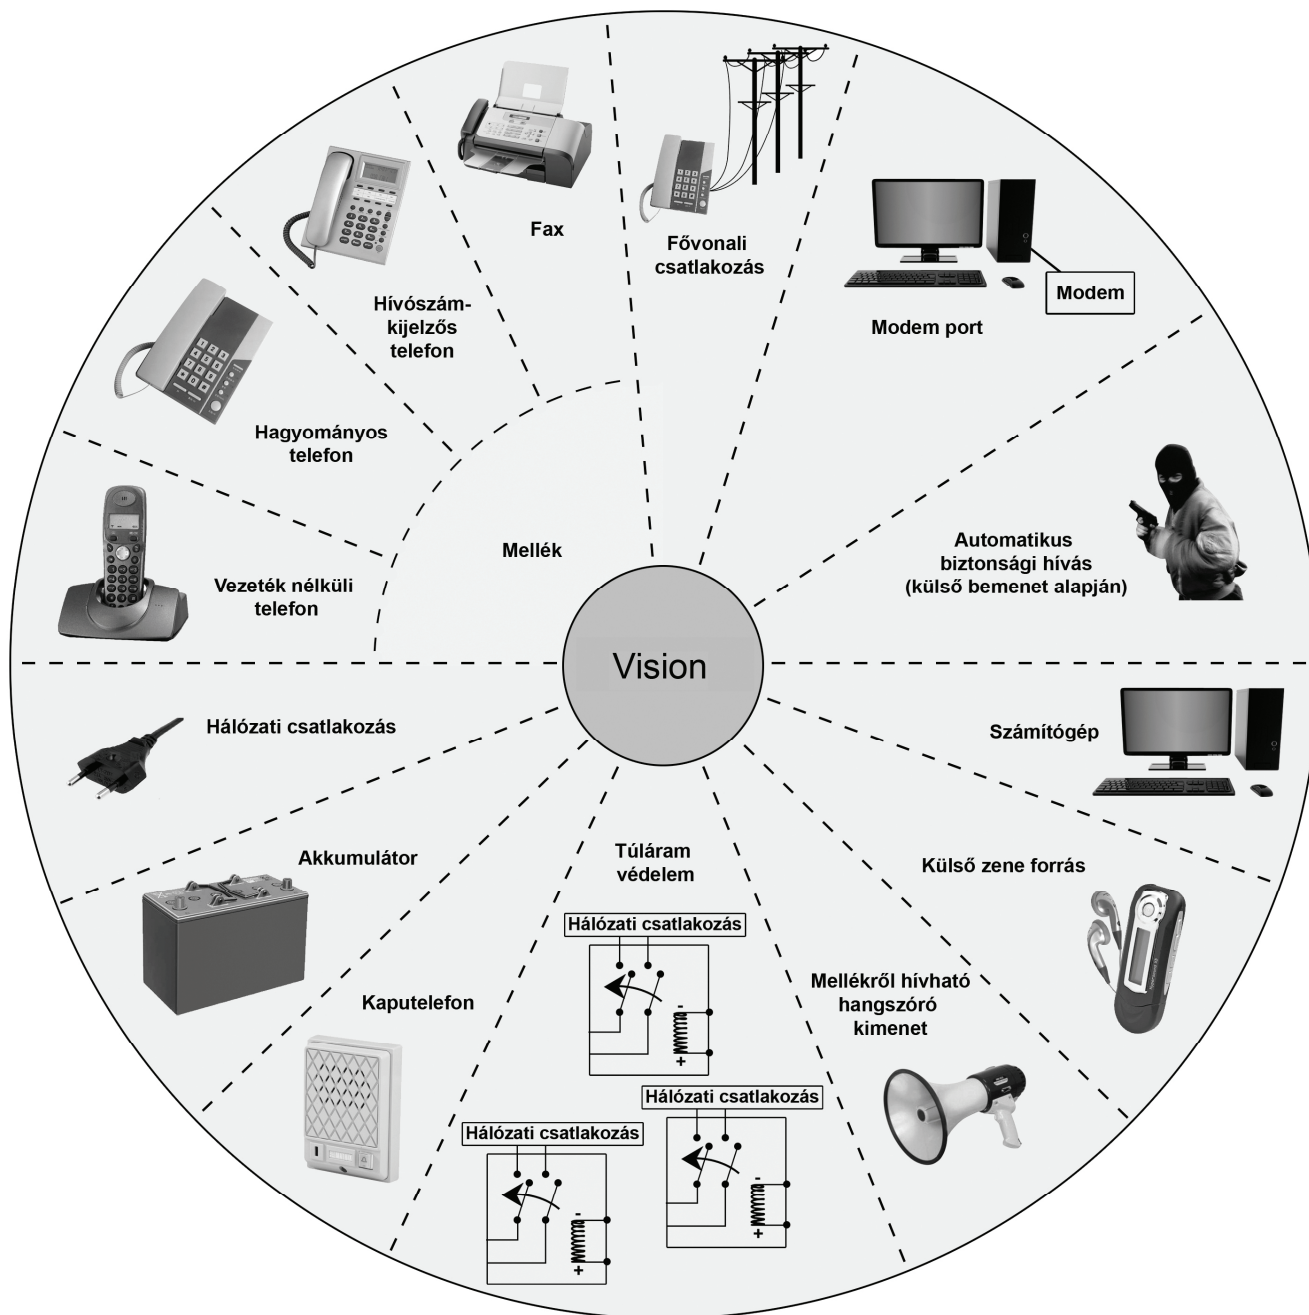 Fax
Fővonali
csatlakozás
Modem
Modem port
Hívószám-
kijelzős
telefon
Hagyományos
telefon
Mellék
Automatikus
biztonsági hívás
(külső bemenet alapján)
Vezeték nélküli
telefon
Vision
Hálózati csatlakozás
Számítógép
Akkumulátor
Túláram
védelem
Külső zene forrás
Hálózati csatlakozás
-
+
Kaputelefon
Mellékről hívható
hangszóró
kimenet
Hálózati csatlakozás
-
+
Hálózati csatlakozás
-
+